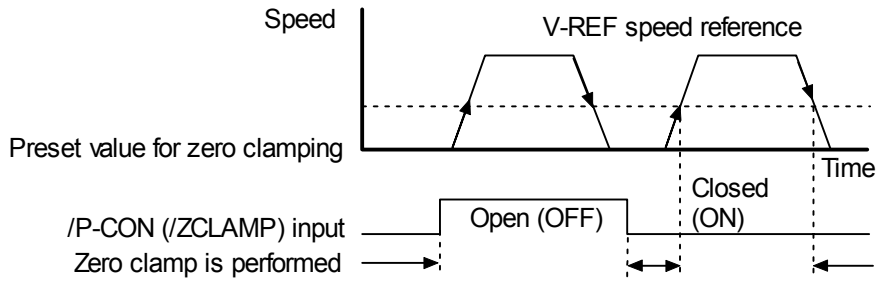 Speed
V-REF speed reference
Preset value for zero clamping
Time
Closed
(ON)
Open (OFF)
/P-CON (/ZCLAMP) input
Zero clamp is performed